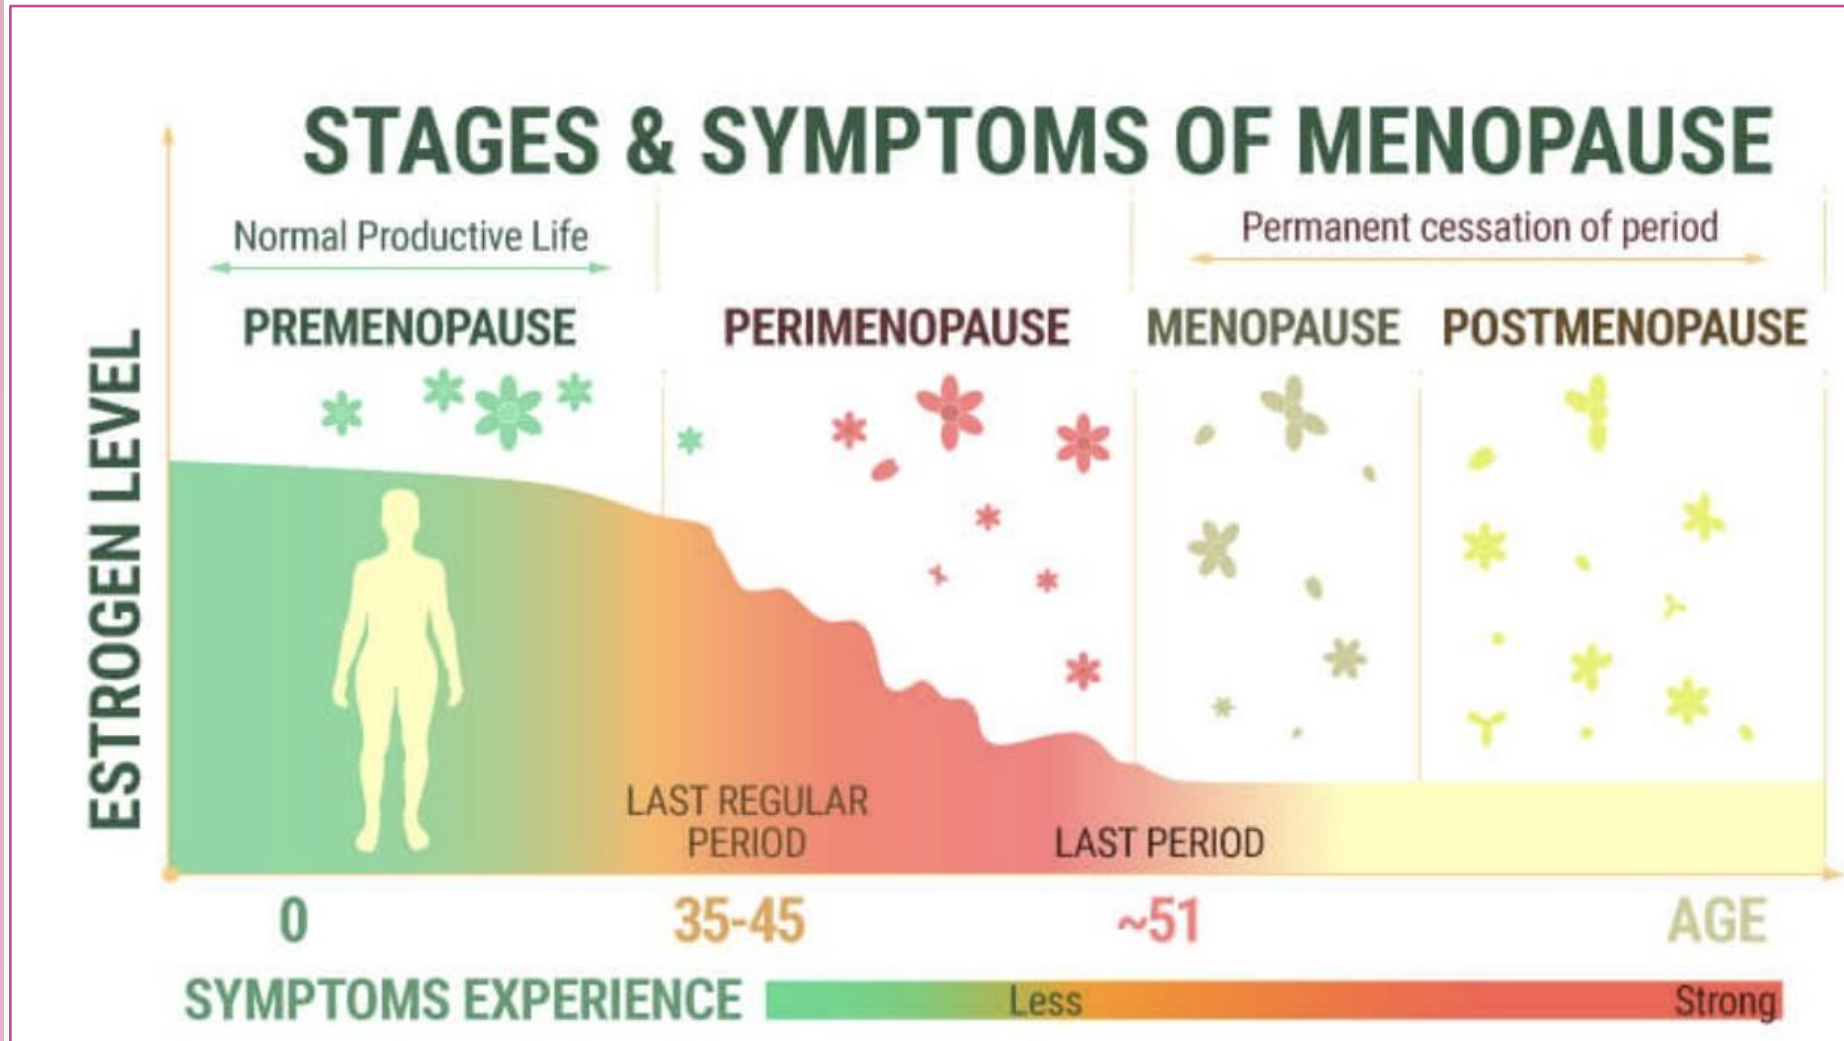 STAGES & SYMPTOMS OF MENOPAUSE
Normal Productive Life
Permanent cessation of period
PREMENOPAUSE
PERIMENOPAUSE
MENOPAUSE
POSTMENOPAUSE
ESTROGEN LEVEL
LAST REGULAR
PERIOD
LAST PERIOD
0
35-45
~51
AGE
SYMPTOMS EXPERIENCE
Less
Strong